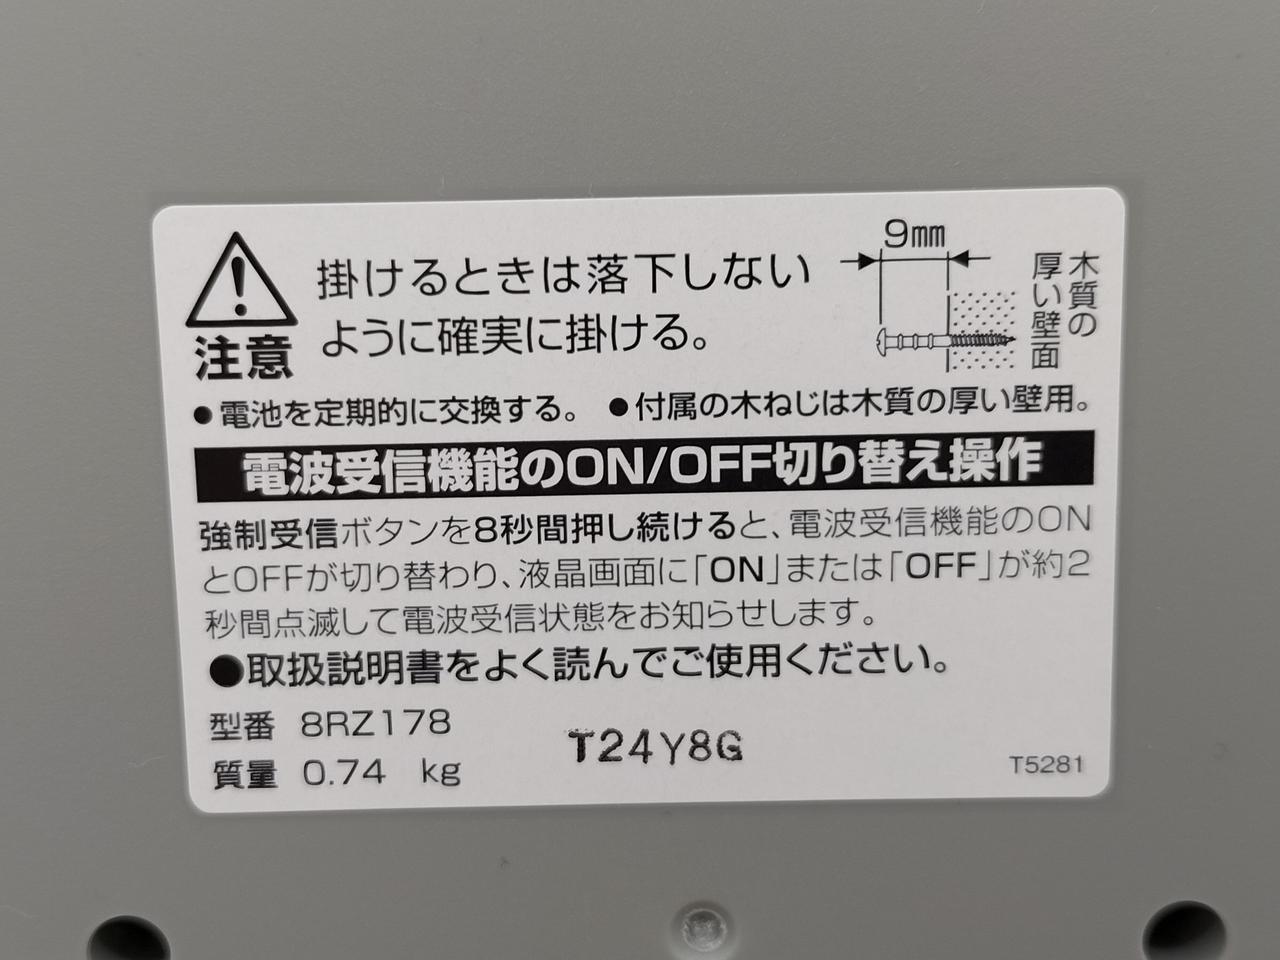 注意
掛けるときは落下しない
ように確実に掛ける。
9mm
木質の
厚い壁面
●電池を定期的に交換する。 ●付属の木ねじは木質の厚い壁用。
電波受信機能のON/OFF切り替え操作
強制受信ボタンを8秒間押し続けると、電波受信機能のON
とOFFが切り替わり、液晶画面に「ON」または「OFF」が約2
秒間点滅して電波受信状態をお知らせします。
●取扱説明書をよく読んでご使用ください。
型番 8RZ178
質量 0.74 kg
T24Y8G
T5281